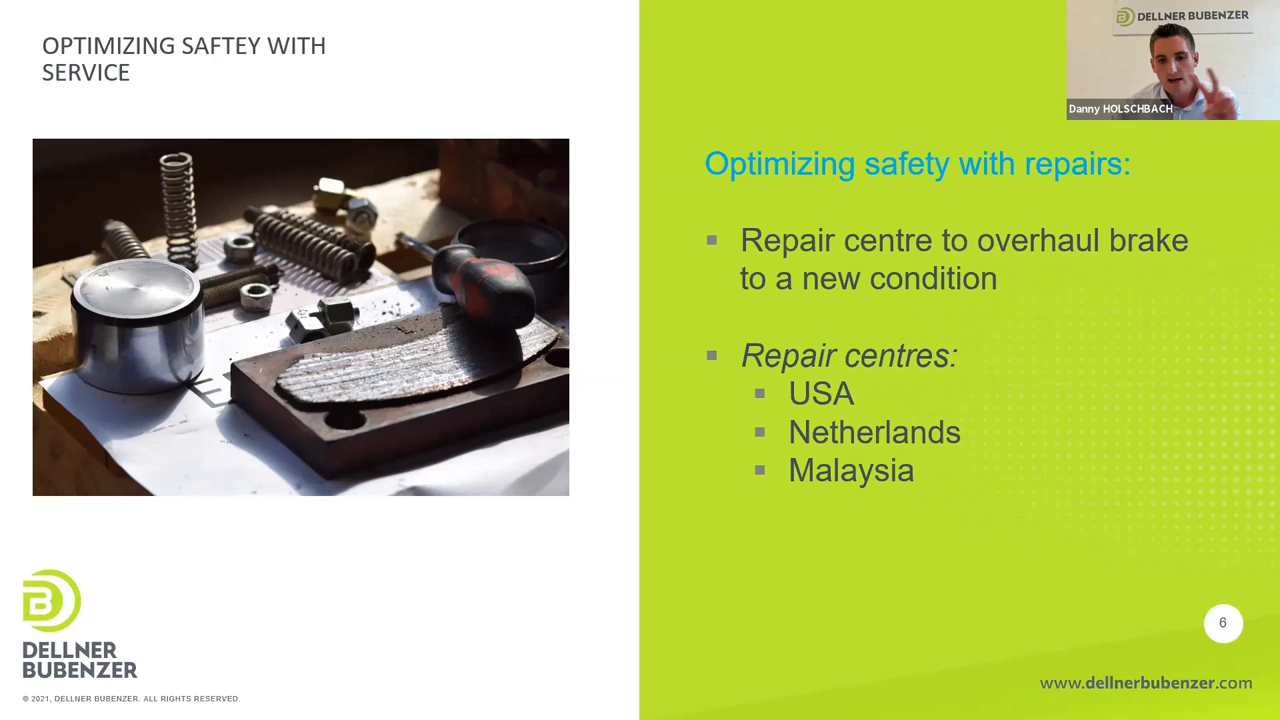 OPTIMIZING SAFTEY WITH
SERVICE
DELLNER BUBENZER
Danny HOLSCHBACH
Optimizing safety with repairs:
Repair centre to overhaul brake
to a new condition
Repair centres:
USA
Netherlands
Malaysia
DELLNER
BUBENZER
© 2021, DELLNER BUBENZER. ALL RIGHTS RESERVED.
6
www.dellnerbubenzer.com